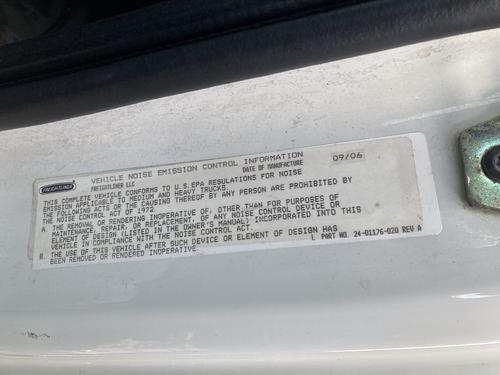 FREIGHTLINER
VEHICLE NOISE EMISSION CONTROL INFORMATION
FREIGHTLINER LLC
DATE OF MANUFACTURE
09/06
THIS COMPLETE VEHICLE CONFORMS TO U.S.EPA REGULATIONS FOR NOISE
EMISSION APPLICABLE TO MEDIUM AND HEAVY TRUCKS.
THE FOLLOWING ACTS OR THE CAUSING THEREOF BY ANY PERSON ARE PROHIBITED BY
THE NOISE CONTROL ACT OF 1972.
A. THE REMOVAL OR RENDERING INOPERATIVE OF, OTHER THAN FOR PURPOSES OF
MAINTENANCE, REPAIR, OR REPLACEMENT, OF ANY NOISE CONTROL DEVICE OR
ELEMENT OF DESIGN (LISTED IN THE OWNER'S MANUAL) INCORPORATED INTO THIS
VEHICLE IN COMPLIANCE WITH THE NOISE CONTROL ACT.
B. THE USE OF THIS VEHICLE AFTER SUCH DEVICE OR ELEMENT OF DESIGN HAS
BEEN REMOVED OR RENDERED INOPERATIVE.
L PART NO. 24-01176-020 REV A